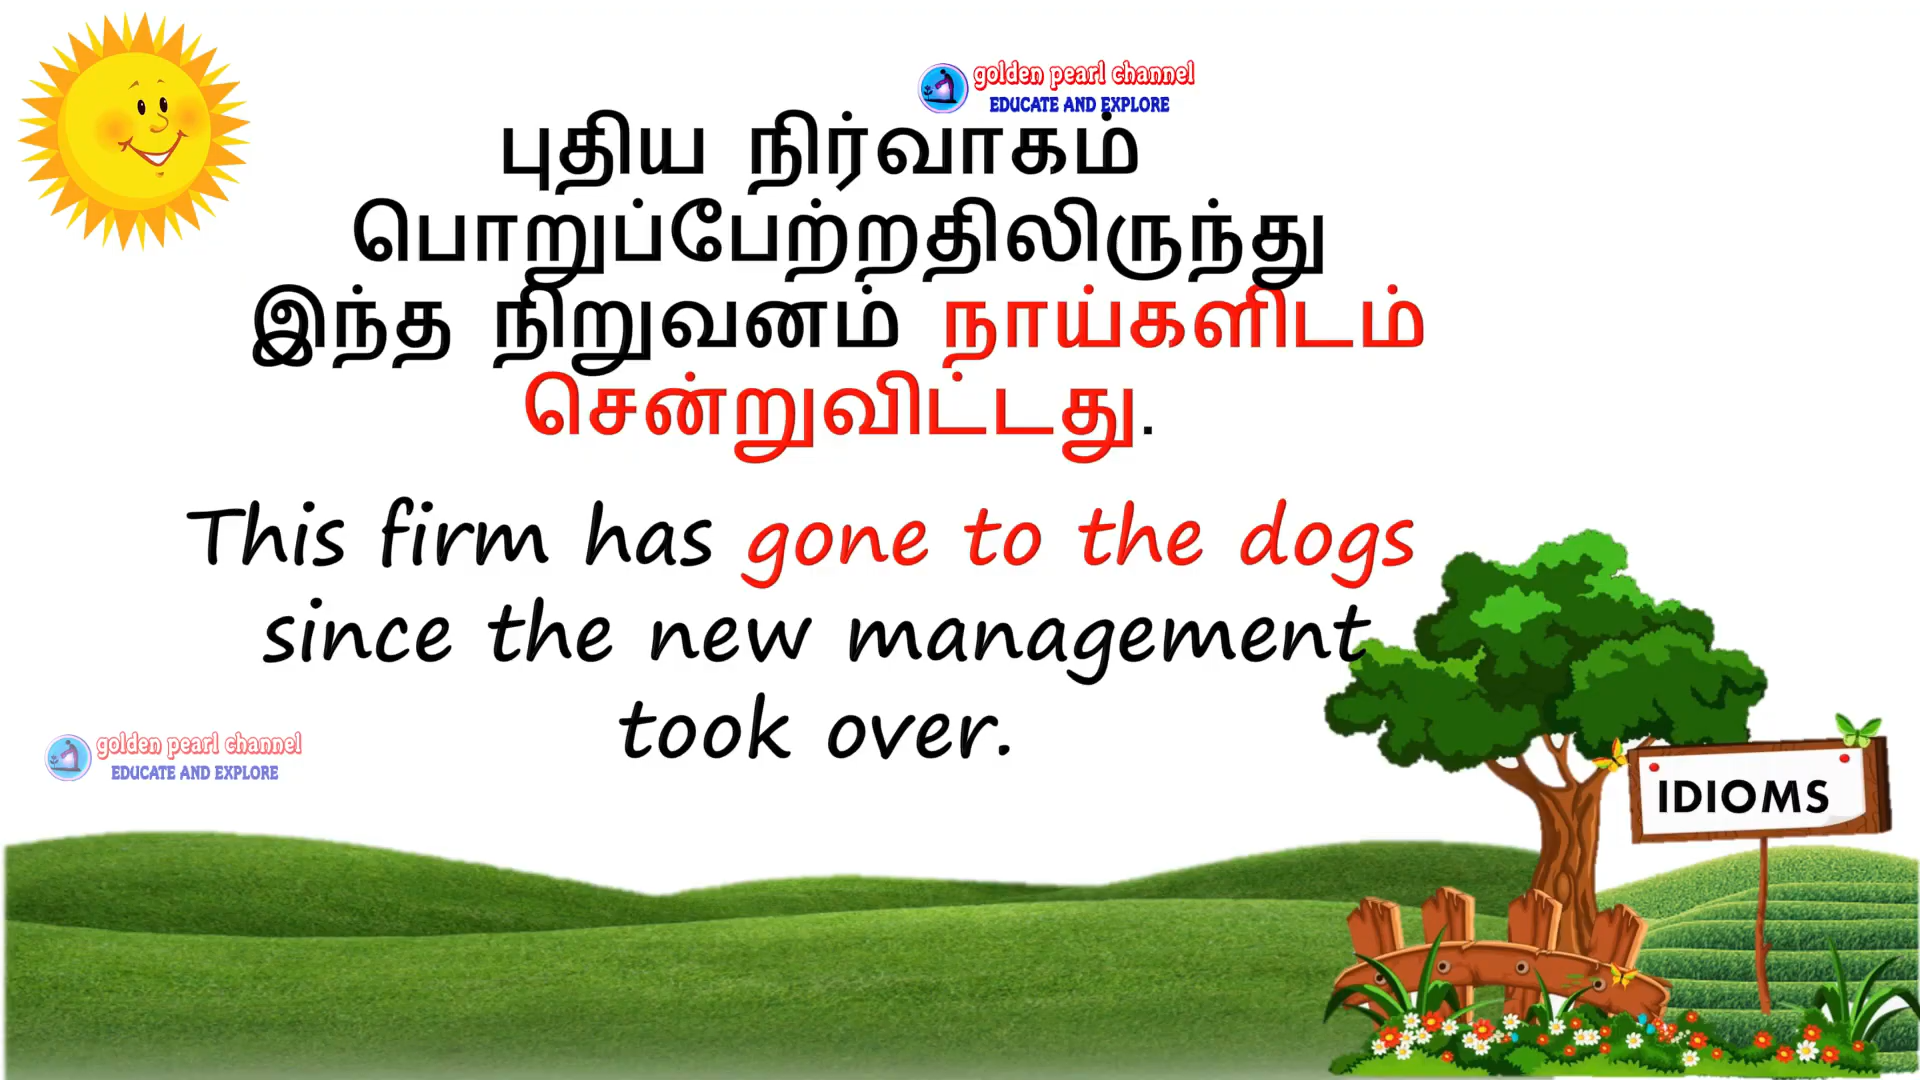 golden pearl channel
EDUCATE AND EXPLORE
புதிய நிர்வாகம்
பொறுப்பேற்றதிலிருந்து
இந்த நிறுவனம் நாய்களிடம்
சென்றுவிட்டது.
This firm has gone to the dogs
since the new management
took over.
golden pearl channel
EDUCATE AND EXPLORE
IDIOMS